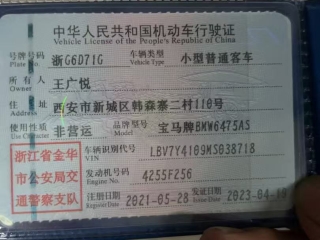 中华人民共和国机动车行驶证
Vehicle License of the People's Republic of China
号牌号码 浙G6D71G 车辆类型 小型普通客车
Plate No. Vehicle Type
所有人 王广悦
Owner
住址 西安市新城区韩森寨二村110号
Address
使用性质 非营运 品牌型号 宝马牌BMW6475AS
Use Character Model
浙江省金华
市公安局交
通警察支队
车辆识别代号 LBV7Y4109MS038718
VIN
发动机号码 4255F256
Engine No.
注册日期 2021-05-28 发证日期 2023-04-19
Register Date Issue Date